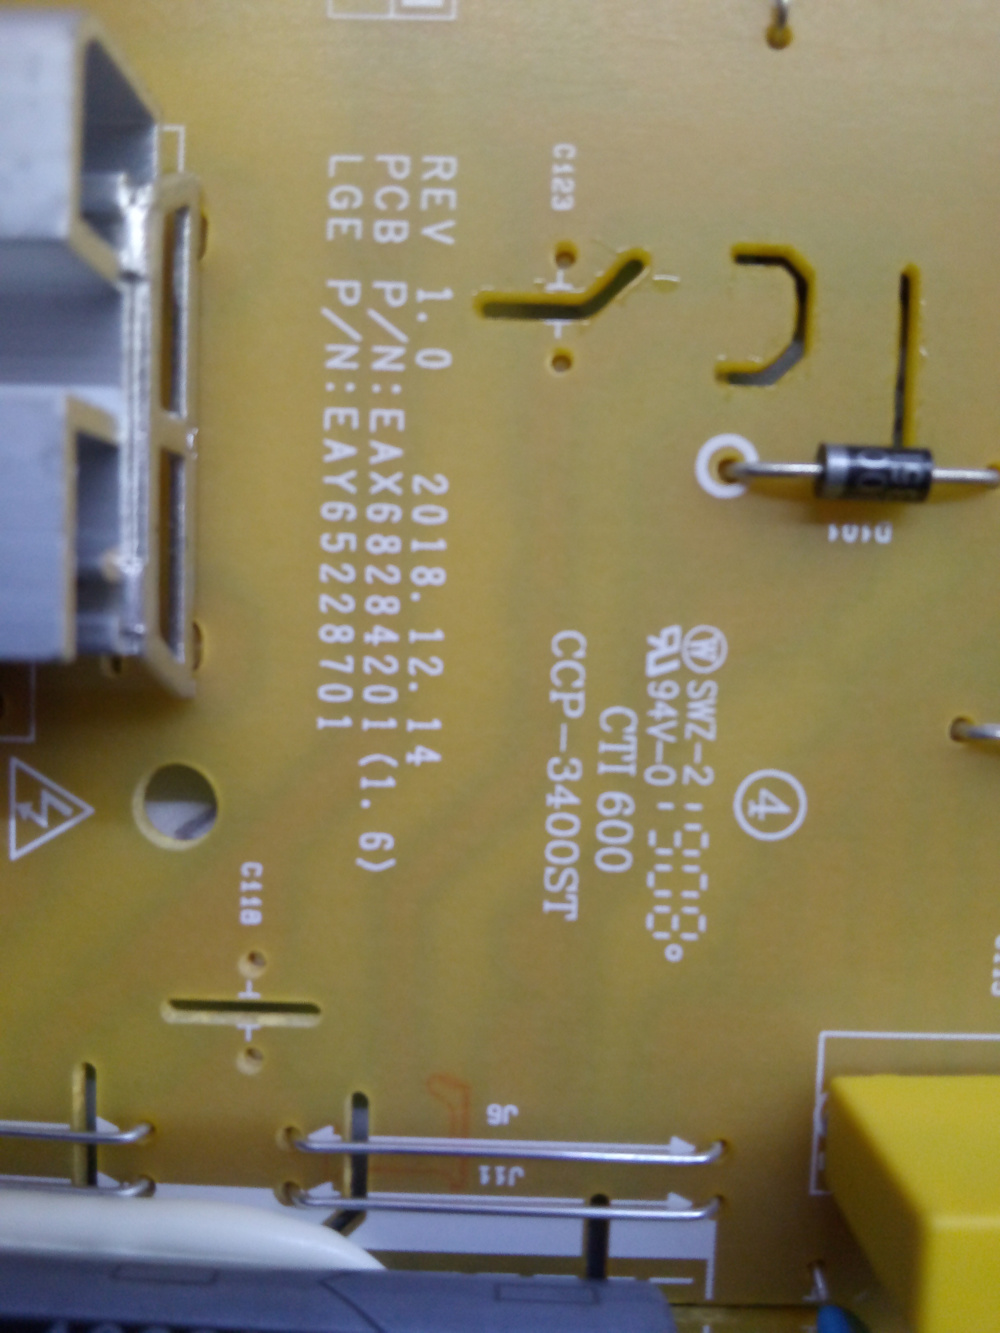 REV 1.0   2018.12.14
PCB P/N:EAX68284201(1.6)
LGE P/N:EAY65228701
C123
D101
4
SWZ-2
94V-0
CTI 600
CCP-3400ST
C118
J6
J11